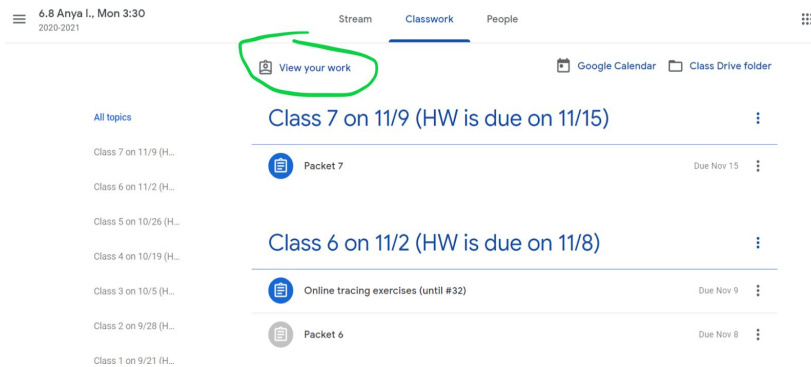 6.8 Anya I., Mon 3:30
2020-2021
Stream Classwork People
View your work
Google Calendar Class Drive folder
All topics
Class 7 on 11/9 (H...
Class 6 on 11/2 (H...
Class 5 on 10/26 (H...
Class 4 on 10/19 (H...
Class 3 on 10/5 (H...
Class 2 on 9/28 (H...
Class 1 on 9/21 (H...
Class 7 on 11/9 (HW is due on 11/15)
Packet 7 Due Nov 15
Class 6 on 11/2 (HW is due on 11/8)
Online tracing exercises (until #32) Due Nov 9
Packet 6 Due Nov 8